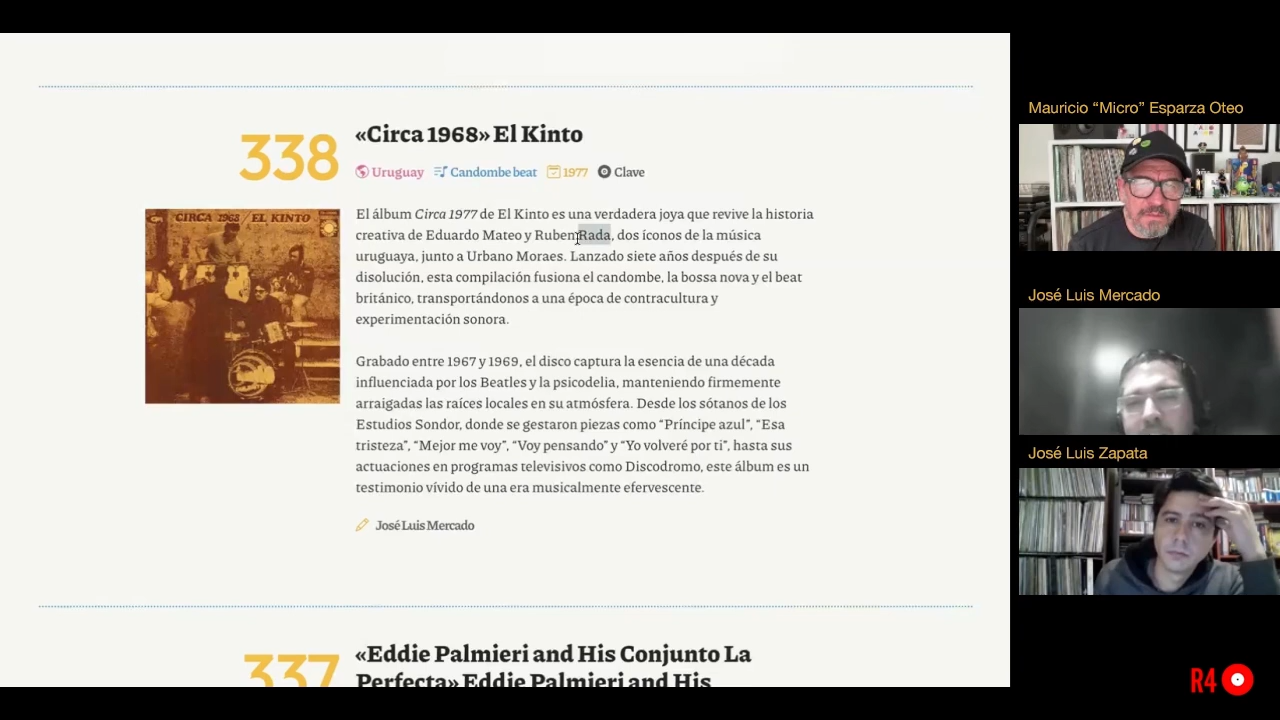 338
«Circa 1968» El Kinto
Uruguay Candombe beat 1977 Clave
CIRCA 1968 / EL KINTO
El álbum Circa 1977 de El Kinto es una verdadera joya que revive la historia
creativa de Eduardo Mateo y Ruben Rada, dos íconos de la música
uruguaya, junto a Urbano Moraes. Lanzado siete años después de su
disolución, esta compilación fusiona el candombe, la bossa nova y el beat
británico, transportándonos a una época de contracultura y
experimentación sonora.
Grabado entre 1967 y 1969, el disco captura la esencia de una década
influenciada por los Beatles y la psicodelia, manteniendo firmemente
arraigadas las raíces locales en su atmósfera. Desde los sótanos de los
Estudios Sondor, donde se gestaron piezas como “Príncipe azul”, “Esa
tristeza”, “Mejor me voy”, “Voy pensando” y “Yo volveré por ti”, hasta sus
actuaciones en programas televisivos como Discodromo, este álbum es un
testimonio vívido de una era musicalmente efervescente.
José Luis Mercado
337
«Eddie Palmieri and His Conjunto La
Perfecta» Eddie Palmieri and His
Mauricio “Micro” Esparza Oteo
José Luis Mercado
José Luis Zapata
R4